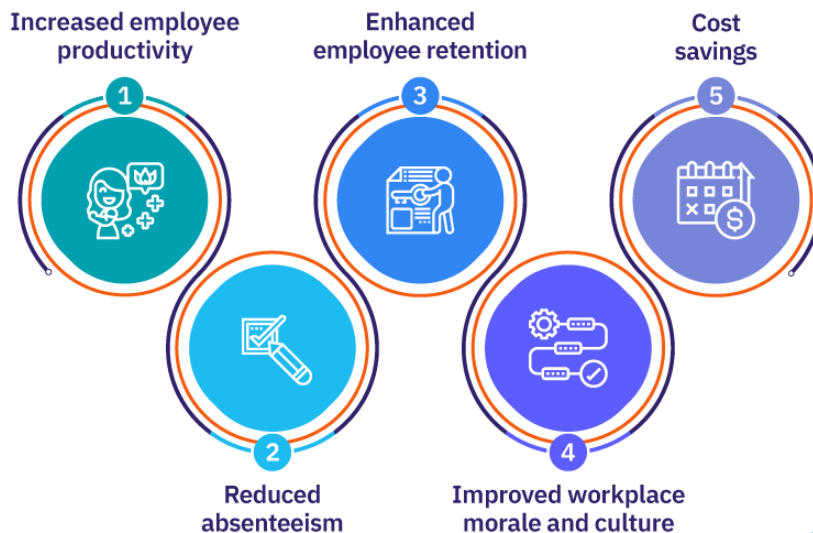 Increased employee
productivity
1
2
Reduced
absenteeism
Enhanced
employee retention
3
4
Improved workplace
morale and culture
Cost
savings
5
$